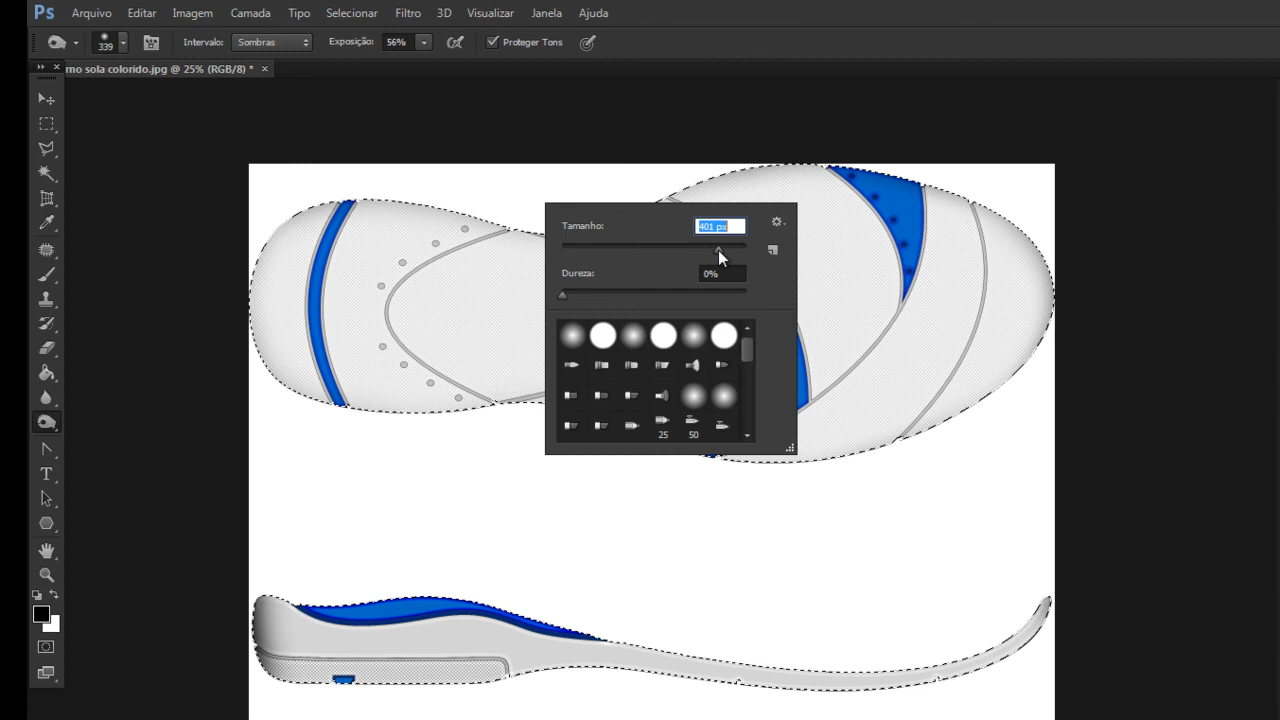 Ps Arquivo Editar Imagem Camada Tipo Selecionar Filtro 3D Visualizar Janela Ajuda
339 Intervalo: Sombras Exposição: 56% Proteger Tons
rno sola colorido.jpg @ 25% (RGB/8) * ×
Tamanho: 401 px
Dureza: 0%
25 50
T